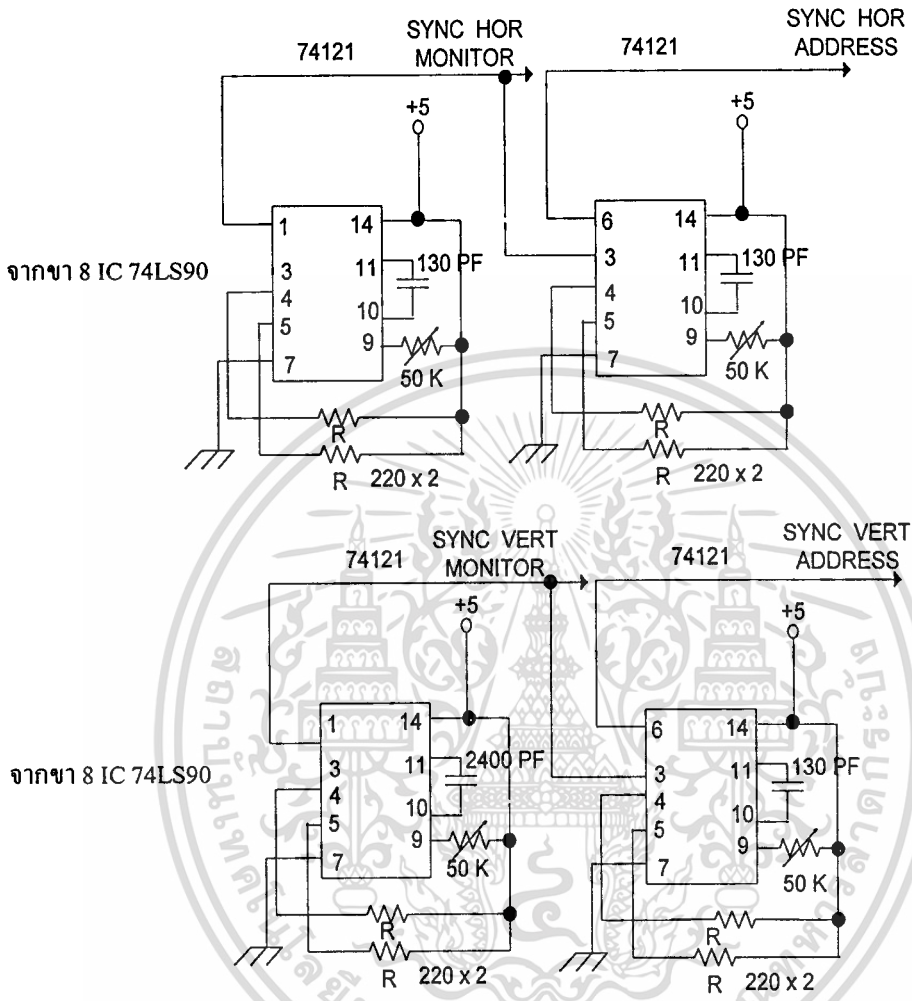 SYNC HOR
MONITOR
SYNC HOR
ADDRESS
74121
+5
+5
1
14
3
11
130 PF
4
10
5
9
7
50 K
R
R
220 x 2
จากขา 8 IC 74LS90
6
14
3
11
130 PF
4
10
5
9
7
50 K
R
R
220 x 2
SYNC VERT
MONITOR
SYNC VERT
ADDRESS
74121
74121
+5
+5
1
14
3
11
2400 PF
4
10
5
9
7
50 K
R
R
220 x 2
จากขา 8 IC 74LS90
6
14
3
11
130 PF
4
10
5
9
7
50 K
R
R
220 x 2
74121